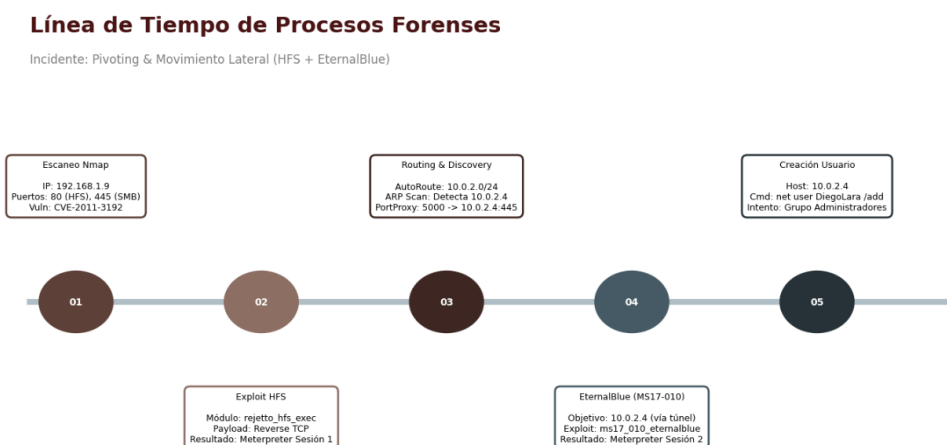 Línea de Tiempo de Procesos Forenses
Incidente: Pivoting & Movimiento Lateral (HFS + EternalBlue)
Escaneo Nmap
IP: 192.168.1.9
Puertos: 80 (HFS), 445 (SMB)
Vuln: CVE-2011-3192
Routing & Discovery
AutoRoute: 10.0.2.0/24
ARP Scan: Detecta 10.0.2.4
PortProxy: 5000 -> 10.0.2.4:445
Creación Usuario
Host: 10.0.2.4
Cmd: net user DiegoLara /add
Intento: Grupo Administradores
01
02
03
04
05
Exploit HFS
Módulo: rejetto_hfs_exec
Payload: Reverse TCP
Resultado: Meterpreter Sesión 1
EternalBlue (MS17-010)
Objetivo: 10.0.2.4 (vía túnel)
Exploit: ms17_010_eternalblue
Resultado: Meterpreter Sesión 2